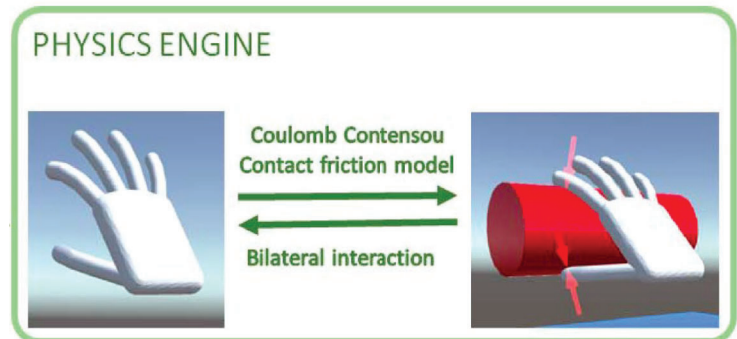 PHYSICS ENGINE
Coulomb Contensou
Contact friction model
Bilateral interaction